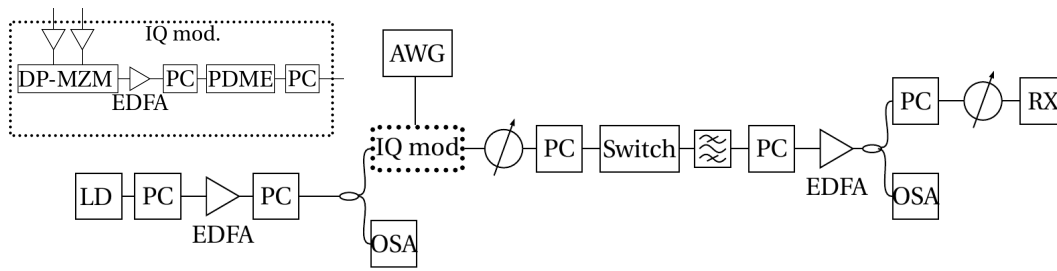 IQ mod.
DP-MZM
EDFA
PC
PDME
PC
AWG
IQ mod
PC
Switch
PC
EDFA
PC
RX
OSA
LD
PC
EDFA
PC
OSA